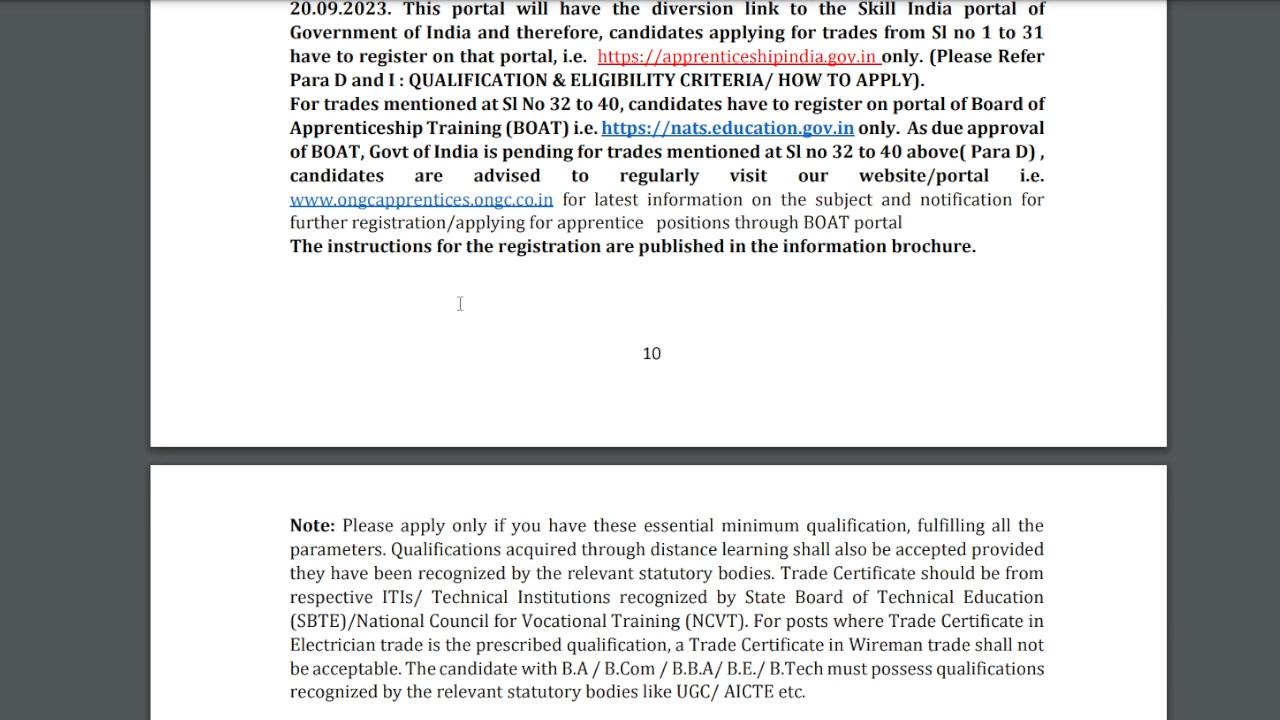 20.09.2023. This portal will have the diversion link to the Skill India portal of
Government of India and therefore, candidates applying for trades from Sl no 1 to 31
have to register on that portal, i.e. https://apprenticeshipindia.gov.in only. (Please Refer
Para D and I : QUALIFICATION & ELIGIBILITY CRITERIA/ HOW TO APPLY).
For trades mentioned at Sl No 32 to 40, candidates have to register on portal of Board of
Apprenticeship Training (BOAT) i.e. https://nats.education.gov.in only. As due approval
of BOAT, Govt of India is pending for trades mentioned at Sl no 32 to 40 above( Para D) ,
candidates are advised to regularly visit our website/portal i.e.
www.ongcapprentices.ongc.co.in for latest information on the subject and notification for
further registration/applying for apprentice positions through BOAT portal
The instructions for the registration are published in the information brochure.
10
Note: Please apply only if you have these essential minimum qualification, fulfilling all the
parameters. Qualifications acquired through distance learning shall also be accepted provided
they have been recognized by the relevant statutory bodies. Trade Certificate should be from
respective ITIs/ Technical Institutions recognized by State Board of Technical Education
(SBTE)/National Council for Vocational Training (NCVT). For posts where Trade Certificate in
Electrician trade is the prescribed qualification, a Trade Certificate in Wireman trade shall not
be acceptable. The candidate with B.A / B.Com / B.B.A/ B.E./ B.Tech must possess qualifications
recognized by the relevant statutory bodies like UGC/ AICTE etc.